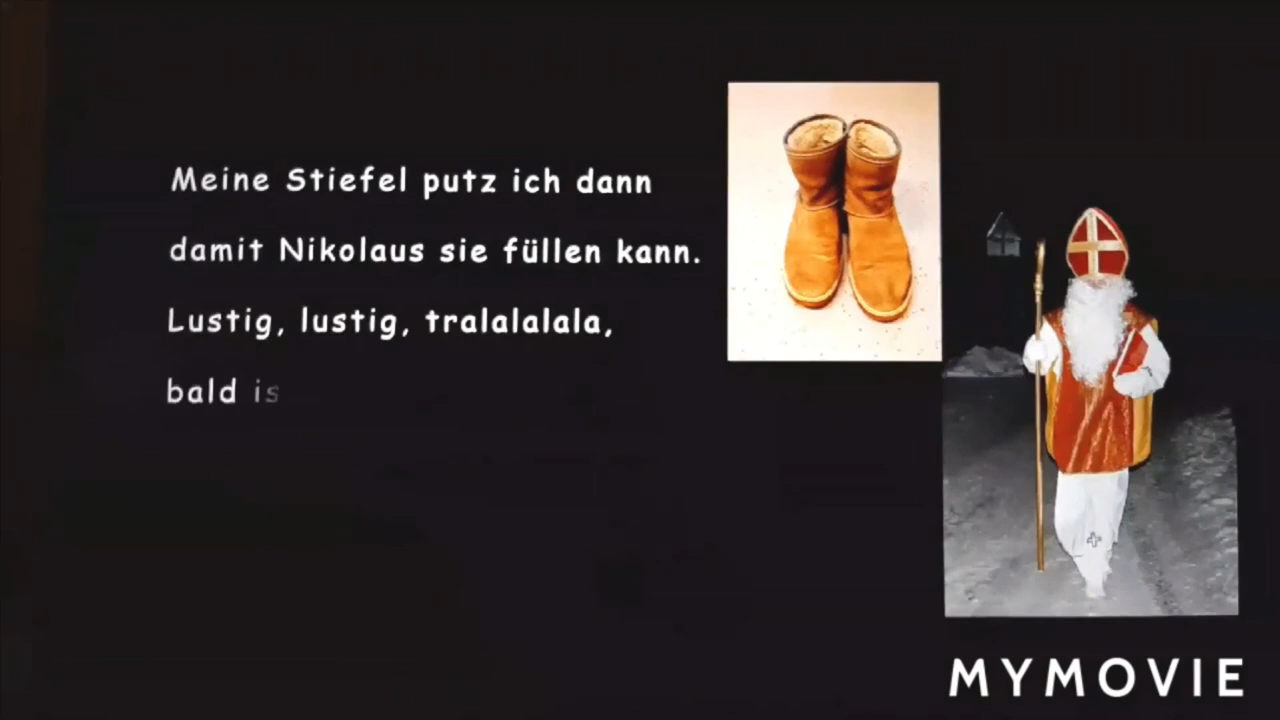 Meine Stiefel putz ich dann
damit Nikolaus sie füllen kann.
Lustig, lustig, tralalalala,
bald is
MYMOVIE